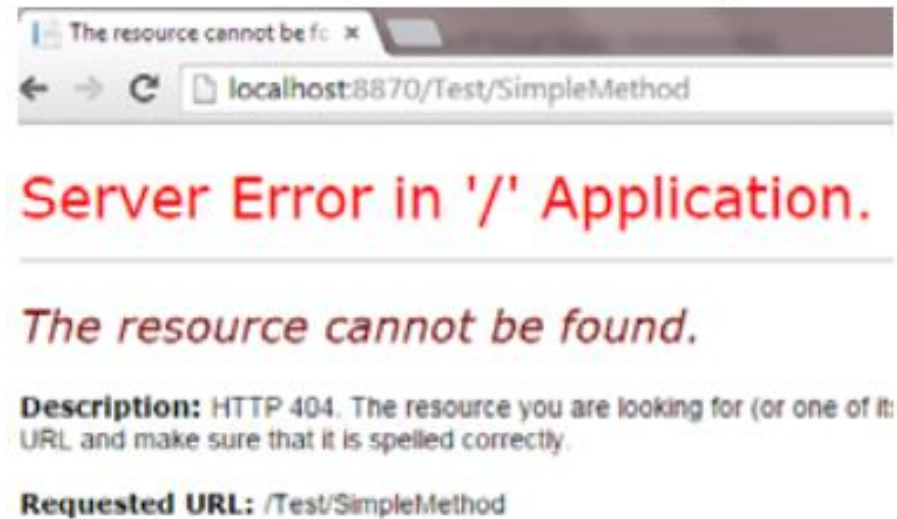 The resource cannot be fo
localhost:8870/Test/SimpleMethod
Server Error in '/' Application.
The resource cannot be found.
Description: HTTP 404. The resource you are looking for (or one of its
URL and make sure that it is spelled correctly.
Requested URL: /Test/SimpleMethod